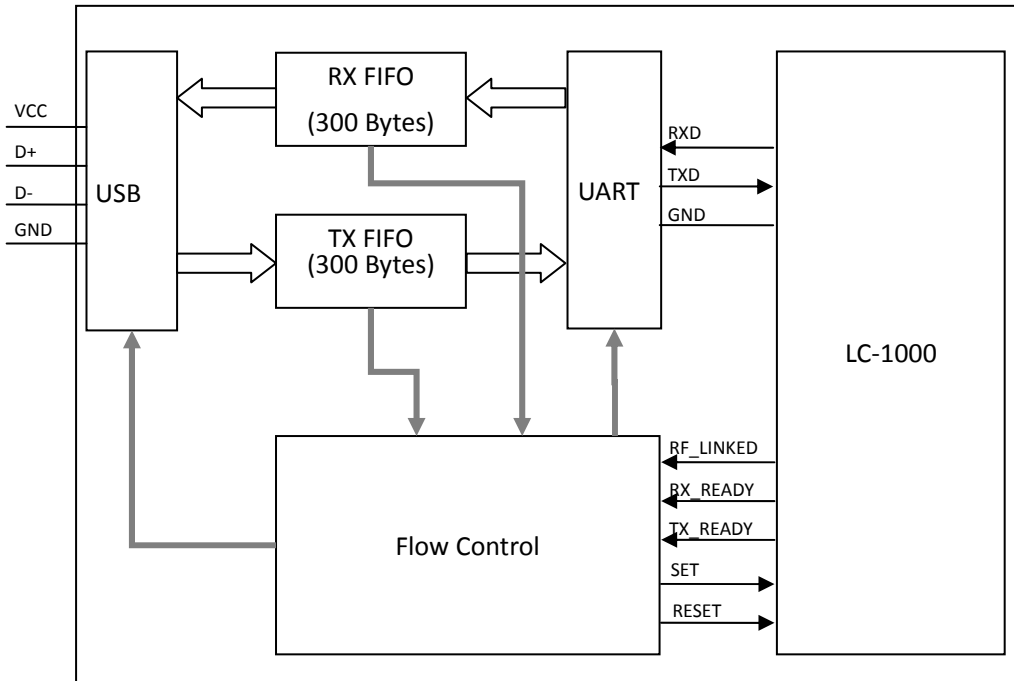 VCC
D+
D-
GND
USB
RX FIFO
(300 Bytes)
TX FIFO
(300 Bytes)
UART
RXD
TXD
GND
LC-1000
Flow Control
RF_LINKED
RX_READY
TX_READY
SET
RESET